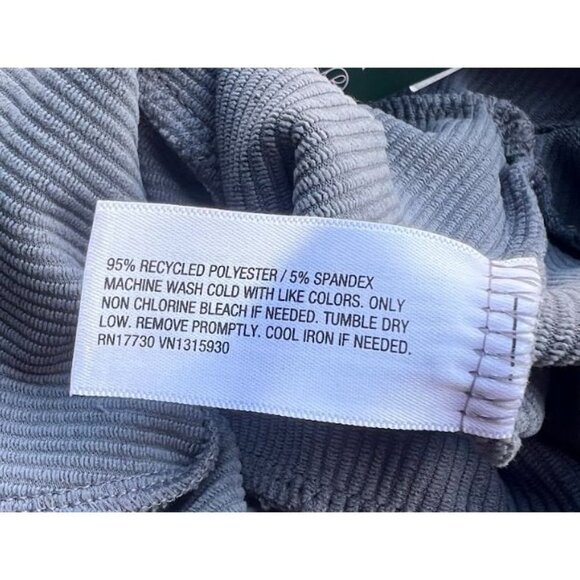 95% RECYCLED POLYESTER / 5% SPANDEX
MACHINE WASH COLD WITH LIKE COLORS. ONLY
NON CHLORINE BLEACH IF NEEDED. TUMBLE DRY
LOW. REMOVE PROMPTLY. COOL IRON IF NEEDED.
RN17730 VN1315930